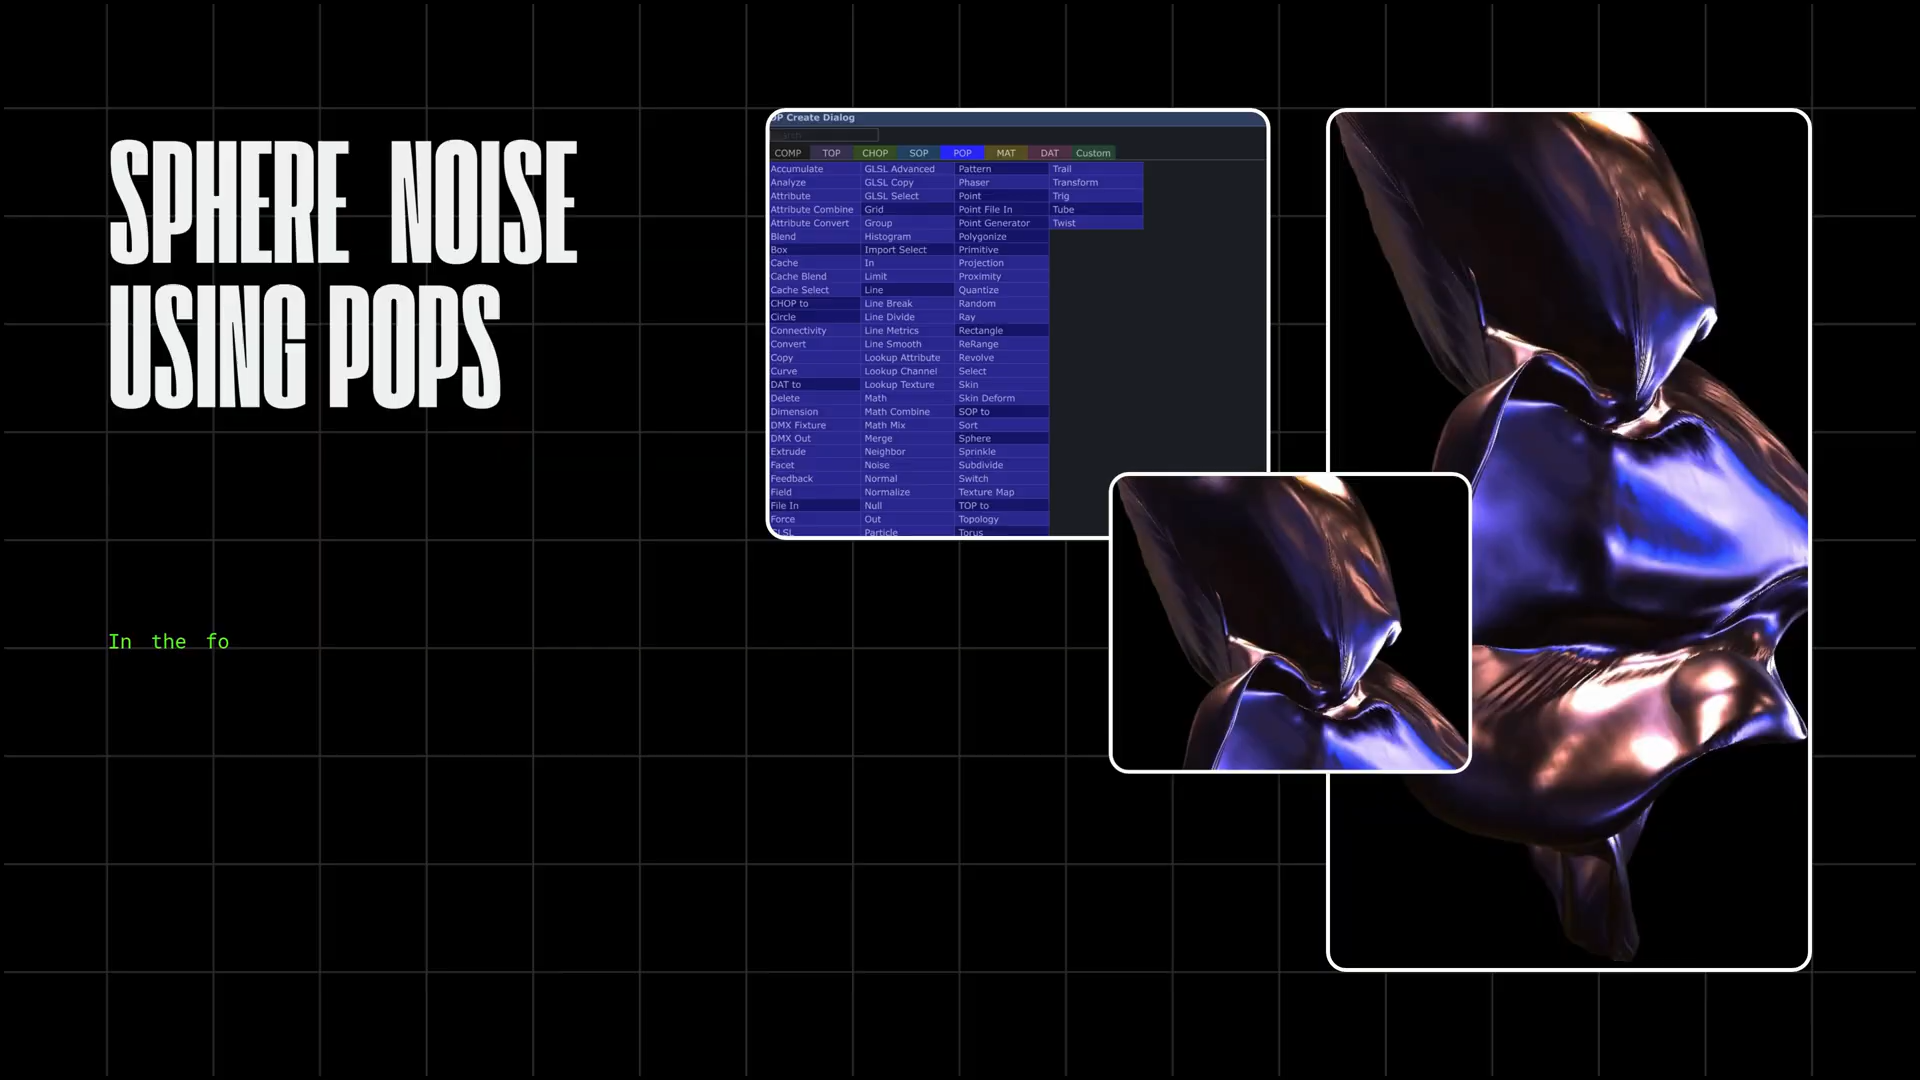 SPHERE NOISE
USING POPS
In the fo
OP Create Dialog
COMP TOP CHOP SOP POP MAT DAT Custom
Accumulate GLSL Advanced Pattern Trail
Analyze GLSL Copy Phaser Transform
Attribute GLSL Select Point Trig
Attribute Combine Grid Point File In Tube
Attribute Convert Group Point Generator Twist
Blend Histogram Polygonize
Box Import Select Primitive
Cache In Projection
Cache Blend Limit Proximity
Cache Select Line Quantize
CHOP to Line Break Random
Circle Line Divide Ray
Connectivity Line Metrics Rectangle
Convert Line Smooth ReRange
Copy Lookup Attribute Revolve
Curve Lookup Channel Select
DAT to Lookup Texture Skin
Delete Math Skin Deform
Dimension Math Combine SOP to
DMX Fixture Math Mix Sort
DMX Out Merge Sphere
Extrude Neighbor Sprinkle
Facet Noise Subdivide
Feedback Normal Switch
Field Normalize Texture Map
File In Null TOP to
Force Out Topology
GLSL Particle Torus